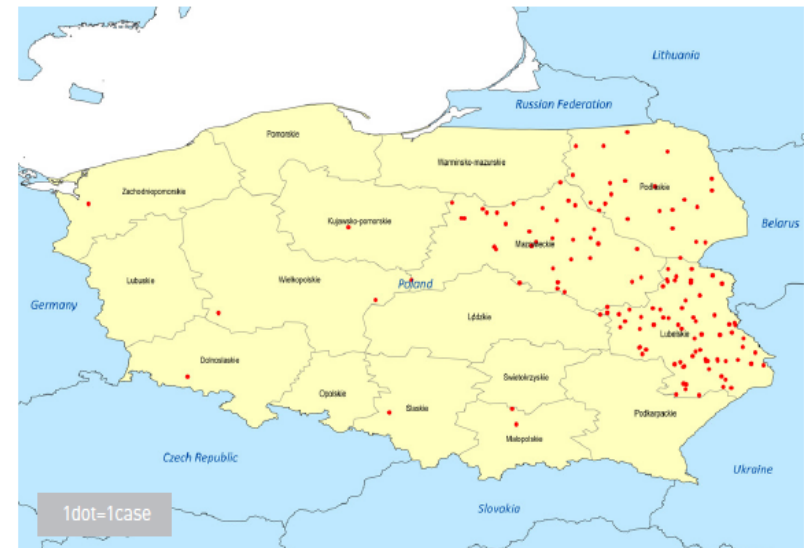 Lithuania
Russian Federation
Pomorskie
Warminsko-mazurskie
Podlaskie
Zachodniopomorskie
Kujawsko-pomorskie
Belarus
Mazowieckie
Lubuskie
Wielkopolskie
Poland
Germany
Łódzkie
Lubelskie
Dolnoslaskie
Swietokrzyskie
Opolskie
Slaskie
Podkarpackie
Malopolskie
Czech Republic
Ukraine
Slovakia
1dot=1case